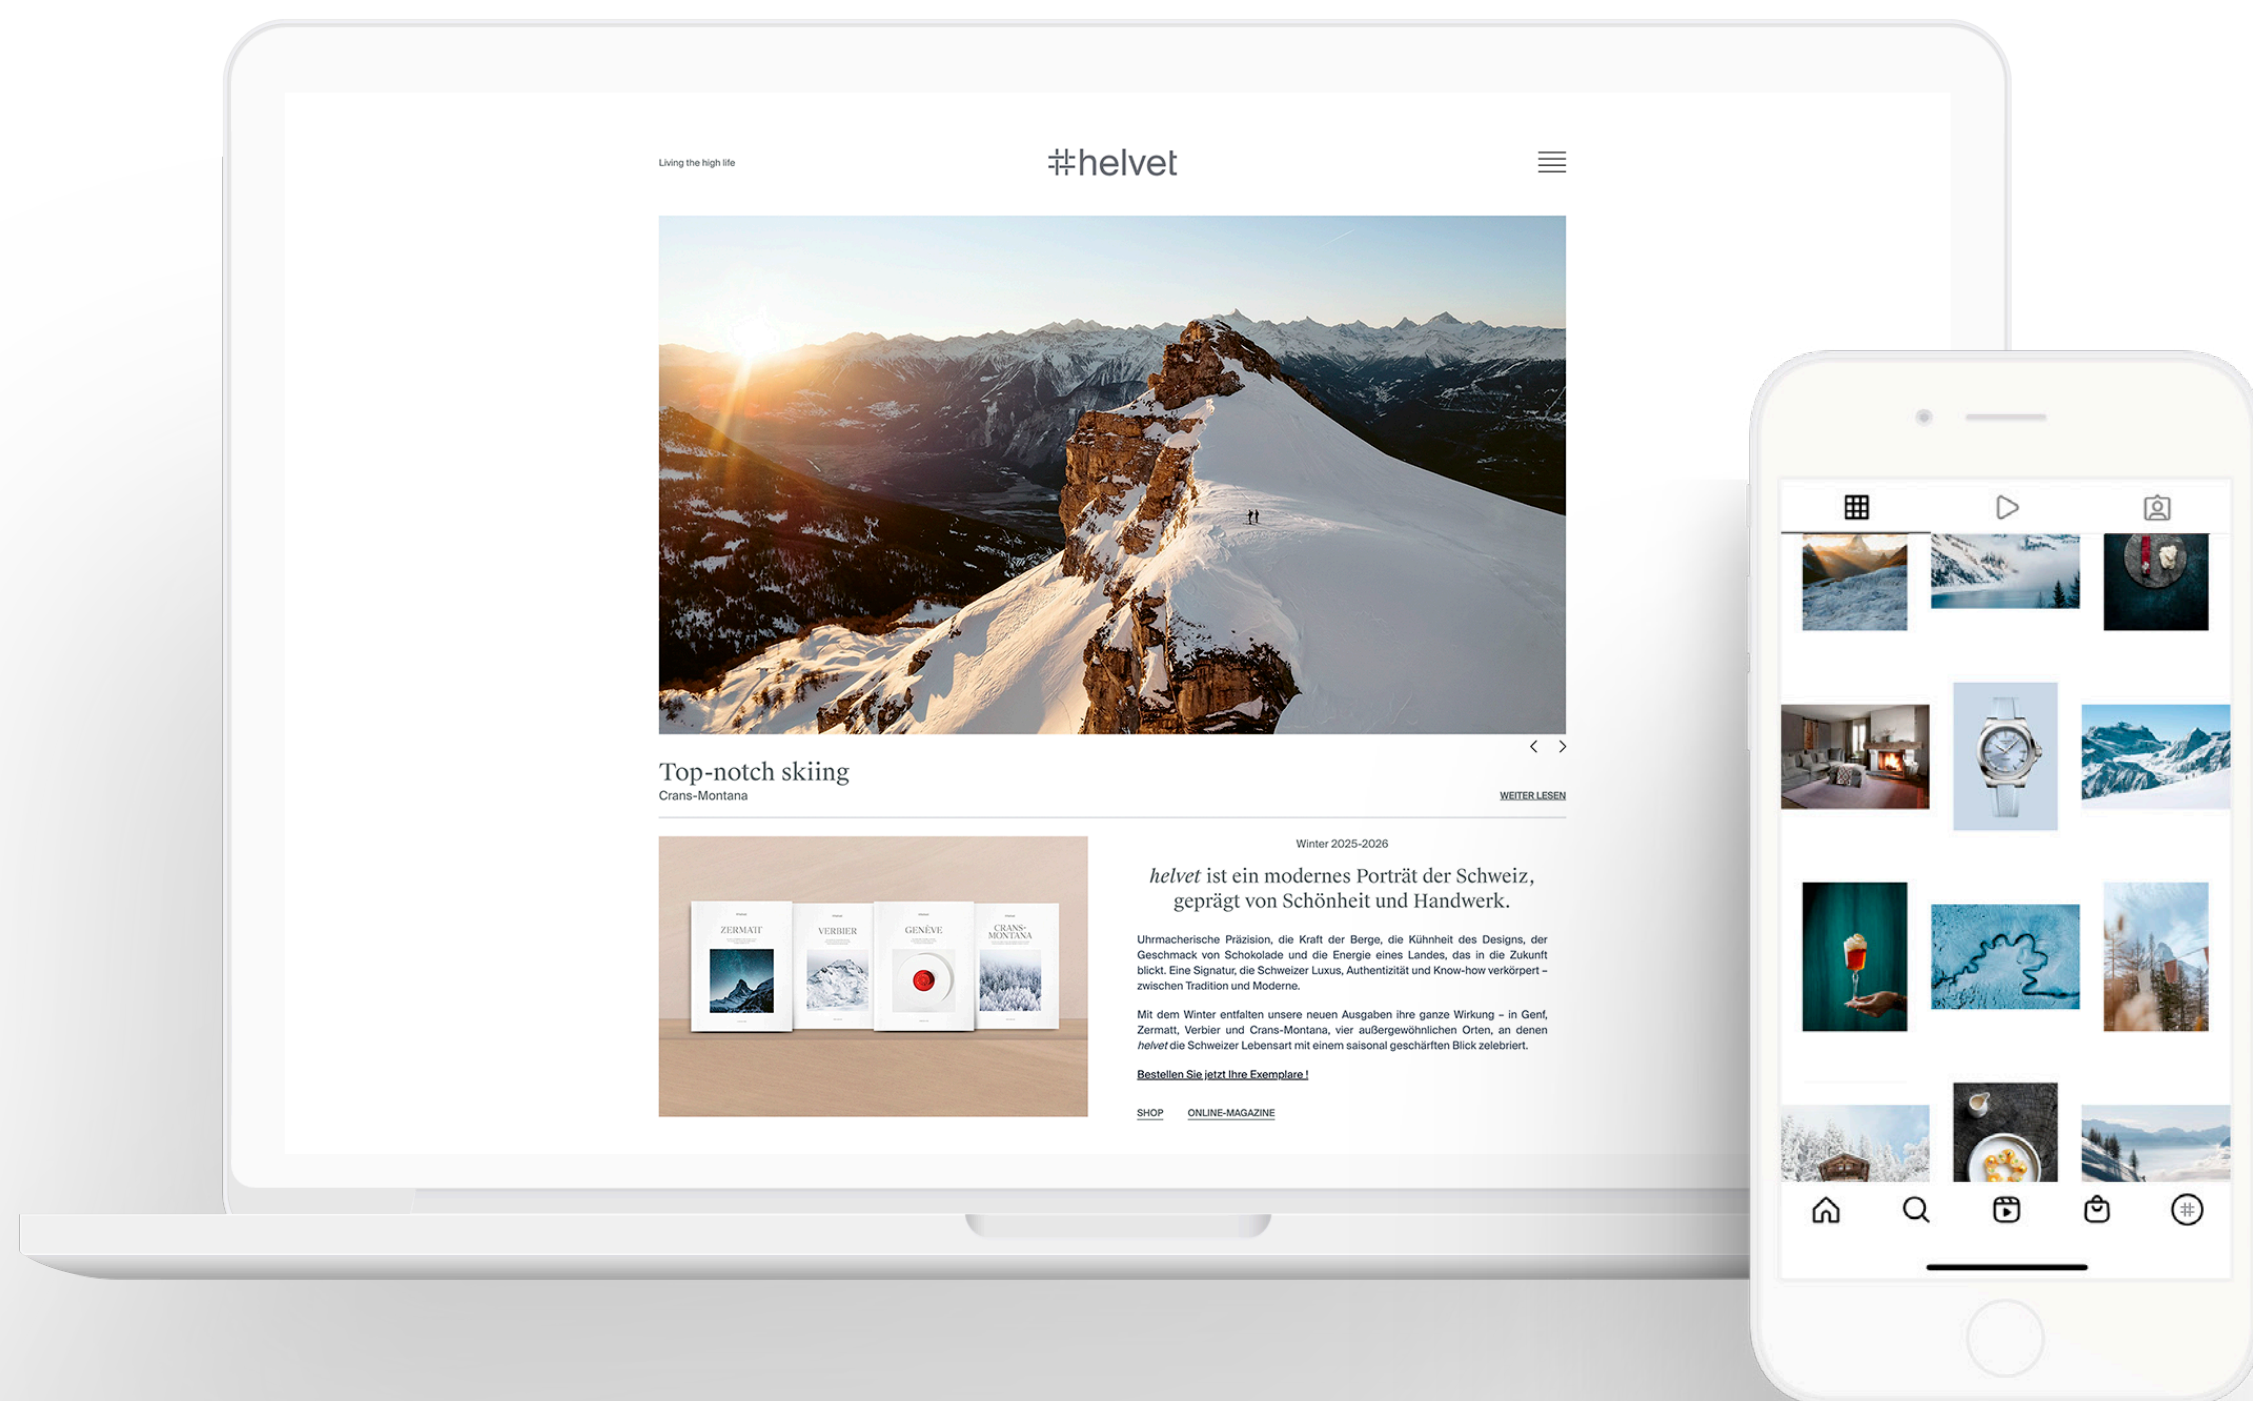 Living the high life
#helvet
Top-notch skiing
Crans-Montana
WEITER LESEN
ZERMATT
VERBIER
GENÈVE
CRANS-
MONTANA
Winter 2025-2026
helvet ist ein modernes Porträt der Schweiz,
geprägt von Schönheit und Handwerk.
Uhrmacherische Präzision, die Kraft der Berge, die Kühnheit des Designs, der
Geschmack von Schokolade und die Energie eines Landes, das in die Zukunft
blickt. Eine Signatur, die Schweizer Luxus, Authentizität und Know-how verkörpert –
zwischen Tradition und Moderne.
Mit dem Winter entfalten unsere neuen Ausgaben ihre ganze Wirkung – in Genf,
Zermatt, Verbier und Crans-Montana, vier außergewöhnlichen Orten, an denen
helvet die Schweizer Lebensart mit einem saisonal geschärften Blick zelebriert.
Bestellen Sie jetzt Ihre Exemplare !
SHOP ONLINE-MAGAZINE
#